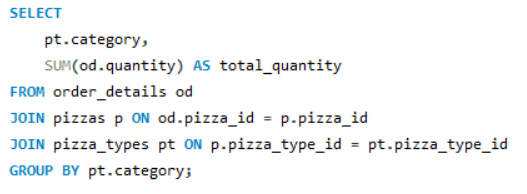 SELECT
    pt.category,
    SUM(od.quantity) AS total_quantity
FROM order_details od
JOIN pizzas p ON od.pizza_id = p.pizza_id
JOIN pizza_types pt ON p.pizza_type_id = pt.pizza_type_id
GROUP BY pt.category;